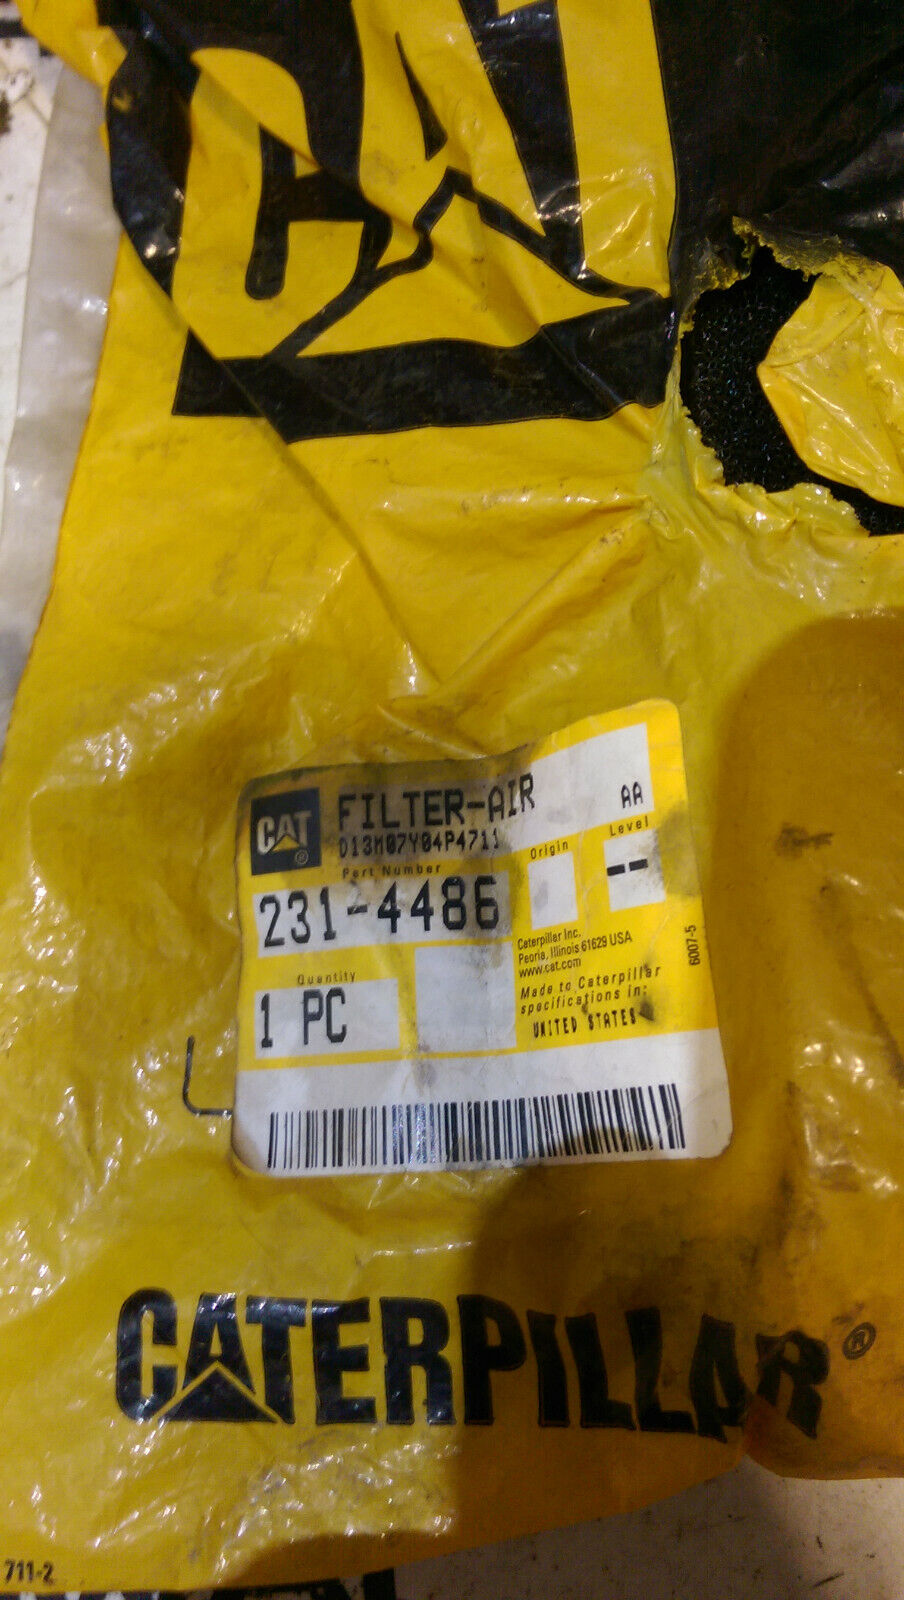 CAT
CAT ®
FILTER-AIR
AA
D13M07Y04P4711
Part Number
Origin
Level
231-4486
--
Caterpillar Inc.
Peoria, Illinois 61629 USA
www.cat.com
6007-5
Quantity
1 PC
Made to Caterpillar
specifications in:
UNITED STATES
CATERPILLAR ®
711-2